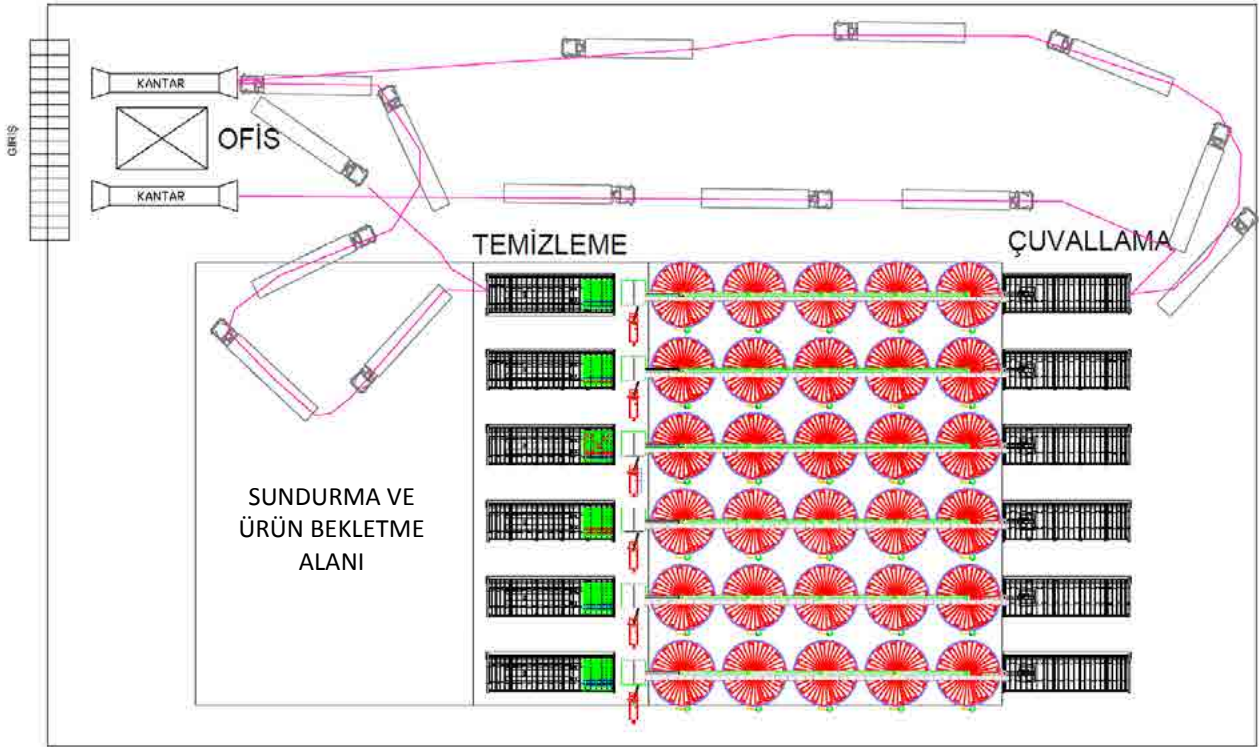 GİRİŞ
KANTAR
OFİS
KANTAR
TEMİZLEME
ÇUVALLAMA
SUNDURMA VE
ÜRÜN BEKLETME
ALANI